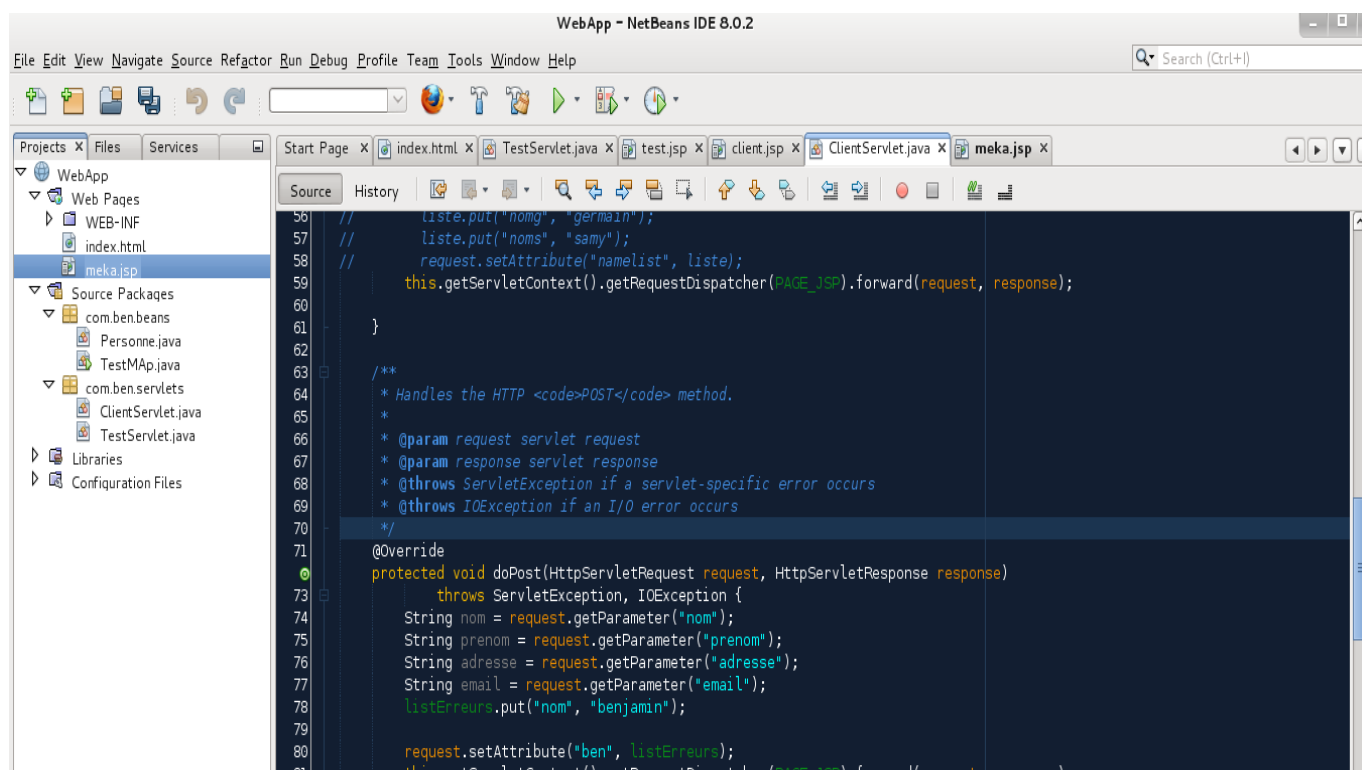 WebApp - NetBeans IDE 8.0.2
File Edit View Navigate Source Refactor Run Debug Profile Team Tools Window Help
Search (Ctrl+I)
Projects x Files Services
Start Page x index.html x TestServlet.java x test.jsp x client.jsp x ClientServlet.java x meka.jsp x
WebApp
Web Pages
WEB-INF
index.html
meka.jsp
Source Packages
com.ben.beans
Personne.java
TestMAp.java
com.ben.servlets
ClientServlet.java
TestServlet.java
Libraries
Configuration Files
Source History
56 // liste.put("nomg", "germain");
57 // liste.put("noms", "samy");
58 // request.setAttribute("namelist", liste);
59 this.getServletContext().getRequestDispatcher(PAGE_JSP).forward(request, response);
60
61 }
62
63 /**
64 * Handles the HTTP <code>POST</code> method.
65 *
66 * @param request servlet request
67 * @param response servlet response
68 * @throws ServletException if a servlet-specific error occurs
69 * @throws IOException if an I/O error occurs
70 */
71 @Override
protected void doPost(HttpServletRequest request, HttpServletResponse response)
73 throws ServletException, IOException {
74 String nom = request.getParameter("nom");
75 String prenom = request.getParameter("prenom");
76 String adresse = request.getParameter("adresse");
77 String email = request.getParameter("email");
78 listErreurs.put("nom", "benjamin");
79
80 request.setAttribute("ben", listErreurs);